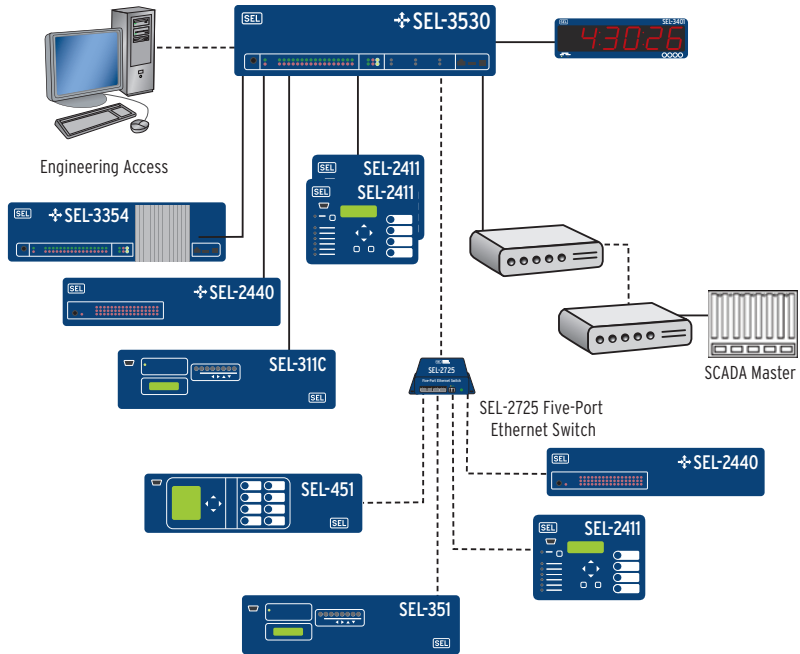 SEL
SEL-3530
SEL
SEL-3401
4:30:26
Engineering Access
SEL
SEL-2411
SEL
SEL-2411
SEL
SEL-3354
SEL
SEL-2440
SEL-311C
SEL
SCADA Master
SEL-2725
Five-Port Ethernet Switch
SEL-2725 Five-Port
Ethernet Switch
SEL
SEL-2440
SEL-451
SEL
SEL
SEL-2411
SEL-351
SEL